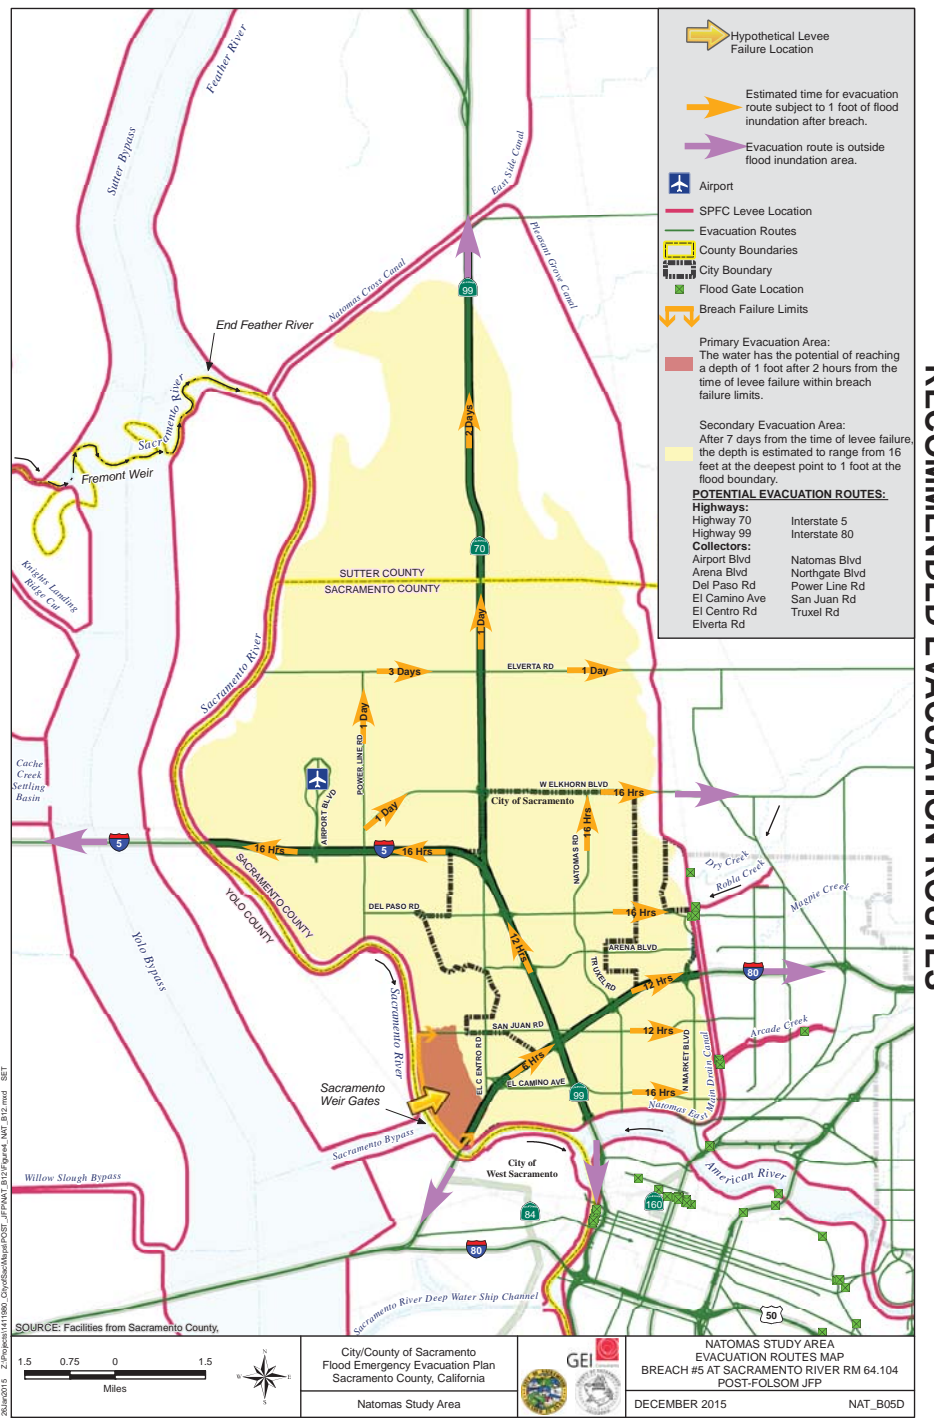 Hypothetical Levee
Failure Location
Estimated time for evacuation
route subject to 1 foot of flood
inundation after breach.
Evacuation route is outside
flood inundation area.
Airport
SPFC Levee Location
Evacuation Routes
County Boundaries
City Boundary
Flood Gate Location
Breach Failure Limits
Primary Evacuation Area:
The water has the potential of reaching
a depth of 1 foot after 2 hours from the
time of levee failure within breach
failure limits.
Secondary Evacuation Area:
After 7 days from the time of levee failure,
the depth is estimated to range from 16
feet at the deepest point to 1 foot at the
flood boundary.
POTENTIAL EVACUATION ROUTES:
Highways:
Highway 70 Interstate 5
Highway 99 Interstate 80
Collectors:
Airport Blvd Natomas Blvd
Arena Blvd Northgate Blvd
Del Paso Rd Power Line Rd
El Camino Ave San Juan Rd
El Centro Rd Truxel Rd
Elverta Rd
RECOMMENDED EVACUATION ROUTES
Feather River
Sutter Bypass
East Side Canal
Pleasant Grove Canal
Natomas Cross Canal
99
End Feather River
Sacramento River
Fremont Weir
2 Days
70
Knights Landing
Ridge Cut
SUTTER COUNTY
SACRAMENTO COUNTY
1 Day
Sacramento River
3 Days
ELVERTA RD
1 Day
1 Day
POWER LINE RD
Cache
Creek
Settling
Basin
AIRPORT BLVD
1 Day
W ELKHORN BLVD
16 Hrs
City of Sacramento
16 Hrs
NATOMAS RD
5
16 Hrs
5
16 Hrs
Dry Creek
Robla Creek
Magpie Creek
SACRAMENTO COUNTY
YOLO COUNTY
DEL PASO RD
16 Hrs
Yolo Bypass
12 Hrs
ARENA BLVD
TRUXEL RD
12 Hrs
80
Sacramento River
SAN JUAN RD
12 Hrs
Arcade Creek
EL C ENTRO RD
6 Hrs
N MARKET BLVD
EL CAMINO AVE
16 Hrs
99
Natomas East Main Drain Canal
Sacramento
Weir Gates
Sacramento Bypass
City of
West Sacramento
American River
Willow Slough Bypass
84
160
80
Sacramento River Deep Water Ship Channel
50
SOURCE: Facilities from Sacramento County,
1.5 0.75 0 1.5
Miles
N
W E
S
City/County of Sacramento
Flood Emergency Evacuation Plan
Sacramento County, California
Natomas Study Area
GEI
Consultants
NATOMAS STUDY AREA
EVACUATION ROUTES MAP
BREACH #5 AT SACRAMENTO RIVER RM 64.104
POST-FOLSOM JFP
DECEMBER 2015 NAT_B05D